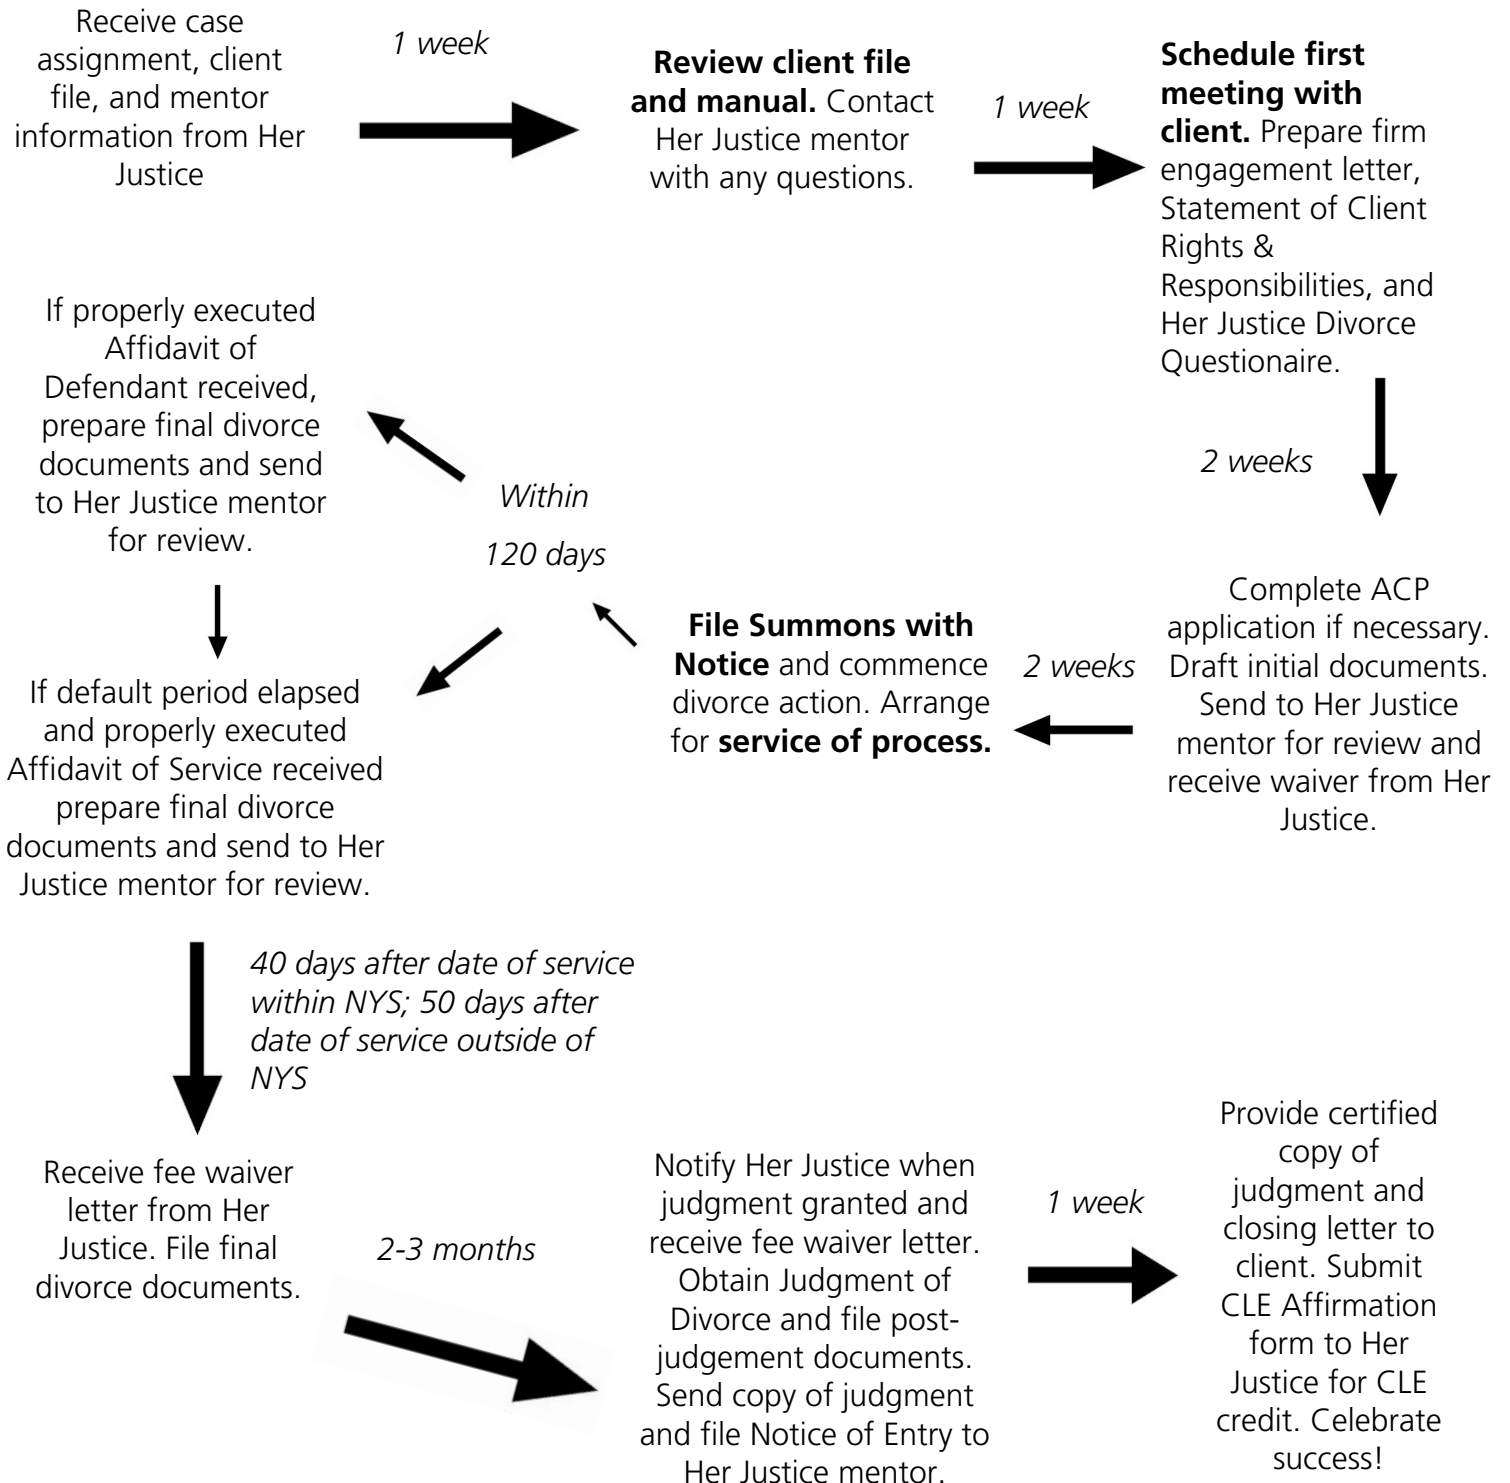 Receive case
assignment, client
file, and mentor
information from Her
Justice
1 week
Review client file
and manual. Contact
Her Justice mentor
with any questions.
1 week
Schedule first
meeting with
client. Prepare firm
engagement letter,
Statement of Client
Rights &
Responsibilities, and
Her Justice Divorce
Questionaire.
2 weeks
Complete ACP
application if necessary.
Draft initial documents.
Send to Her Justice
mentor for review and
receive waiver from Her
Justice.
2 weeks
File Summons with
Notice and commence
divorce action. Arrange
for service of process.
Within
120 days
If properly executed
Affidavit of
Defendant received,
prepare final divorce
documents and send
to Her Justice mentor
for review.
If default period elapsed
and properly executed
Affidavit of Service received
prepare final divorce
documents and send to Her
Justice mentor for review.
40 days after date of service
within NYS; 50 days after
date of service outside of
NYS
Receive fee waiver
letter from Her
Justice. File final
divorce documents.
2-3 months
Notify Her Justice when
judgment granted and
receive fee waiver letter.
Obtain Judgment of
Divorce and file post-
judgement documents.
Send copy of judgment
and file Notice of Entry to
Her Justice mentor.
1 week
Provide certified
copy of
judgment and
closing letter to
client. Submit
CLE Affirmation
form to Her
Justice for CLE
credit. Celebrate
success!